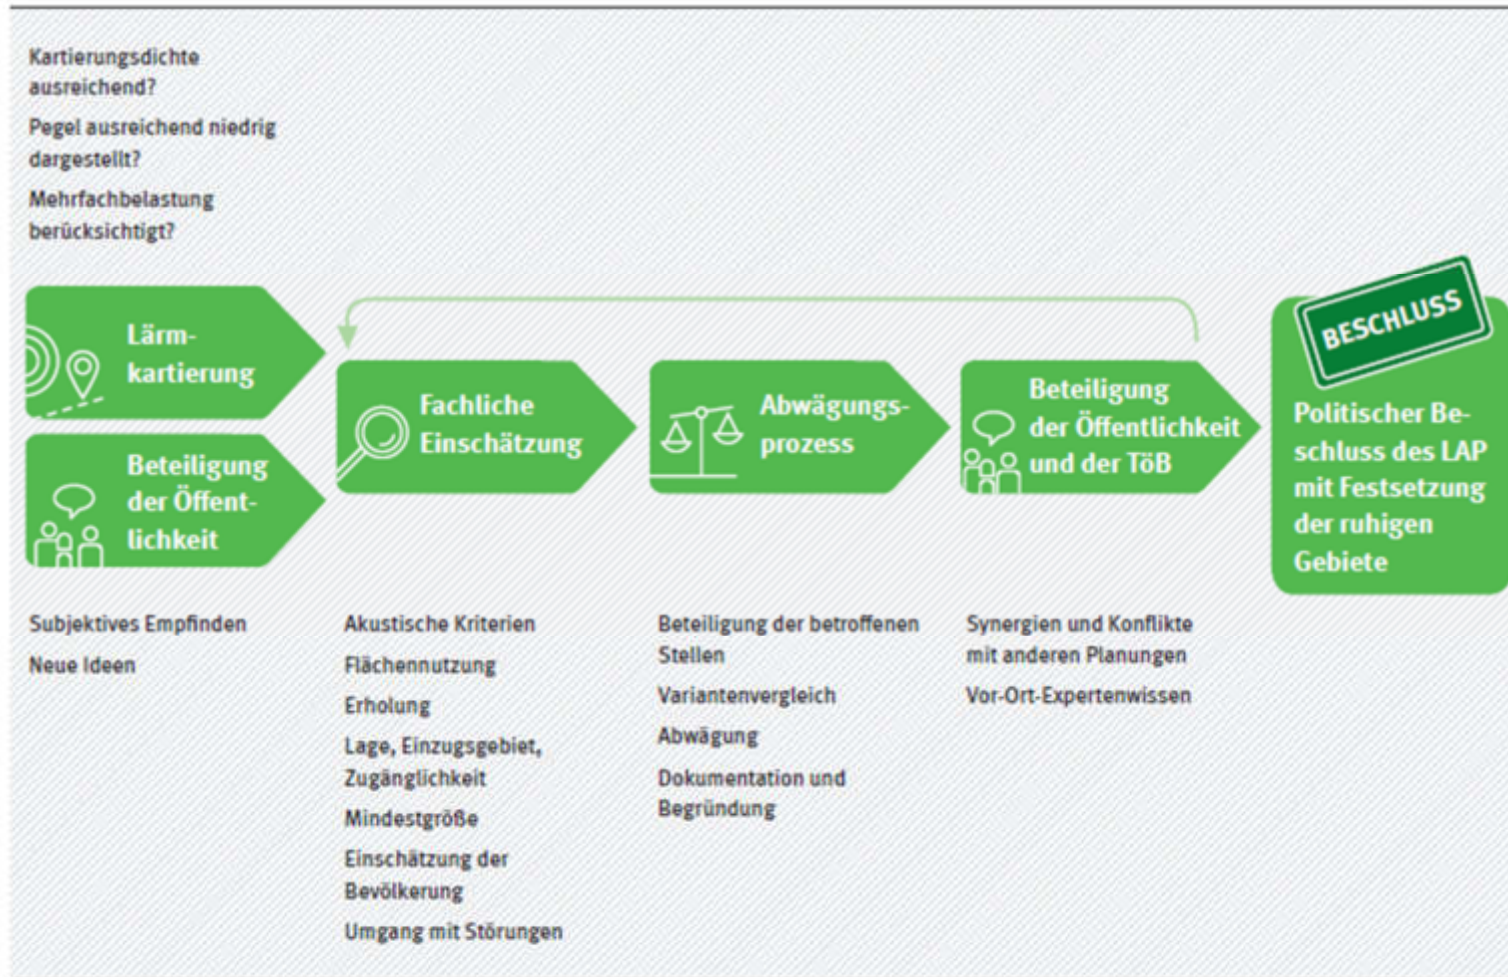 Kartierungsdichte
ausreichend?
Pegel ausreichend niedrig
dargestellt?
Mehrfachbelastung
berücksichtigt?
Lärm-
kartierung
Beteiligung
der Öffent-
lichkeit
Subjektives Empfinden
Neue Ideen
Fachliche
Einschätzung
Akustische Kriterien
Flächennutzung
Erholung
Lage, Einzugsgebiet,
Zugänglichkeit
Mindestgröße
Einschätzung der
Bevölkerung
Umgang mit Störungen
Abwägungs-
prozess
Beteiligung der betroffenen
Stellen
Variantenvergleich
Abwägung
Dokumentation und
Begründung
Beteiligung
der Öffentlichkeit
und der TöB
Synergien und Konflikte
mit anderen Planungen
Vor-Ort-Expertenwissen
BESCHLUSS
Politischer Be-
schluss des LAP
mit Festsetzung
der ruhigen
Gebiete